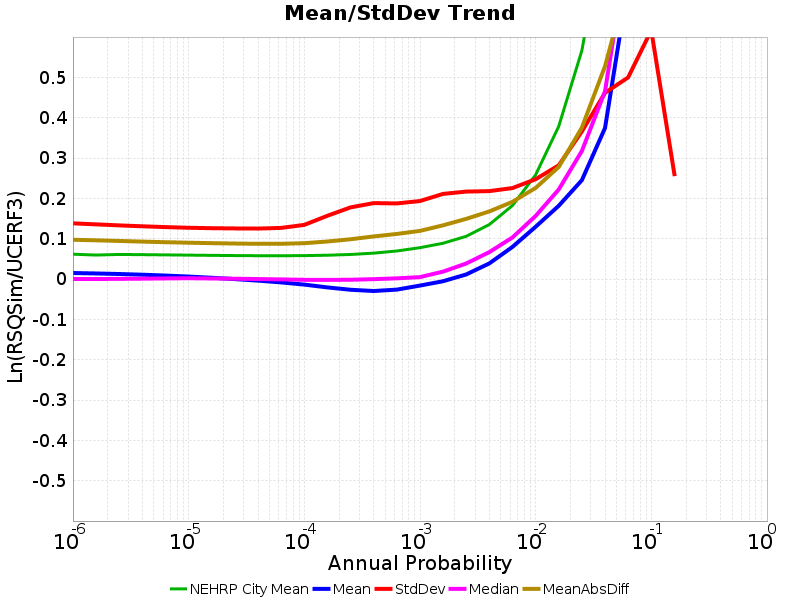 Mean/StdDev Trend
Ln(RSQSim/UCERF3)
0.5
0.4
0.3
0.2
0.1
0
-0.1
-0.2
-0.3
-0.4
-0.5
10^-6 10^-5 10^-4 10^-3 10^-2 10^-1 10^0
Annual Probability
NEHRP City Mean Mean StdDev Median MeanAbsDiff